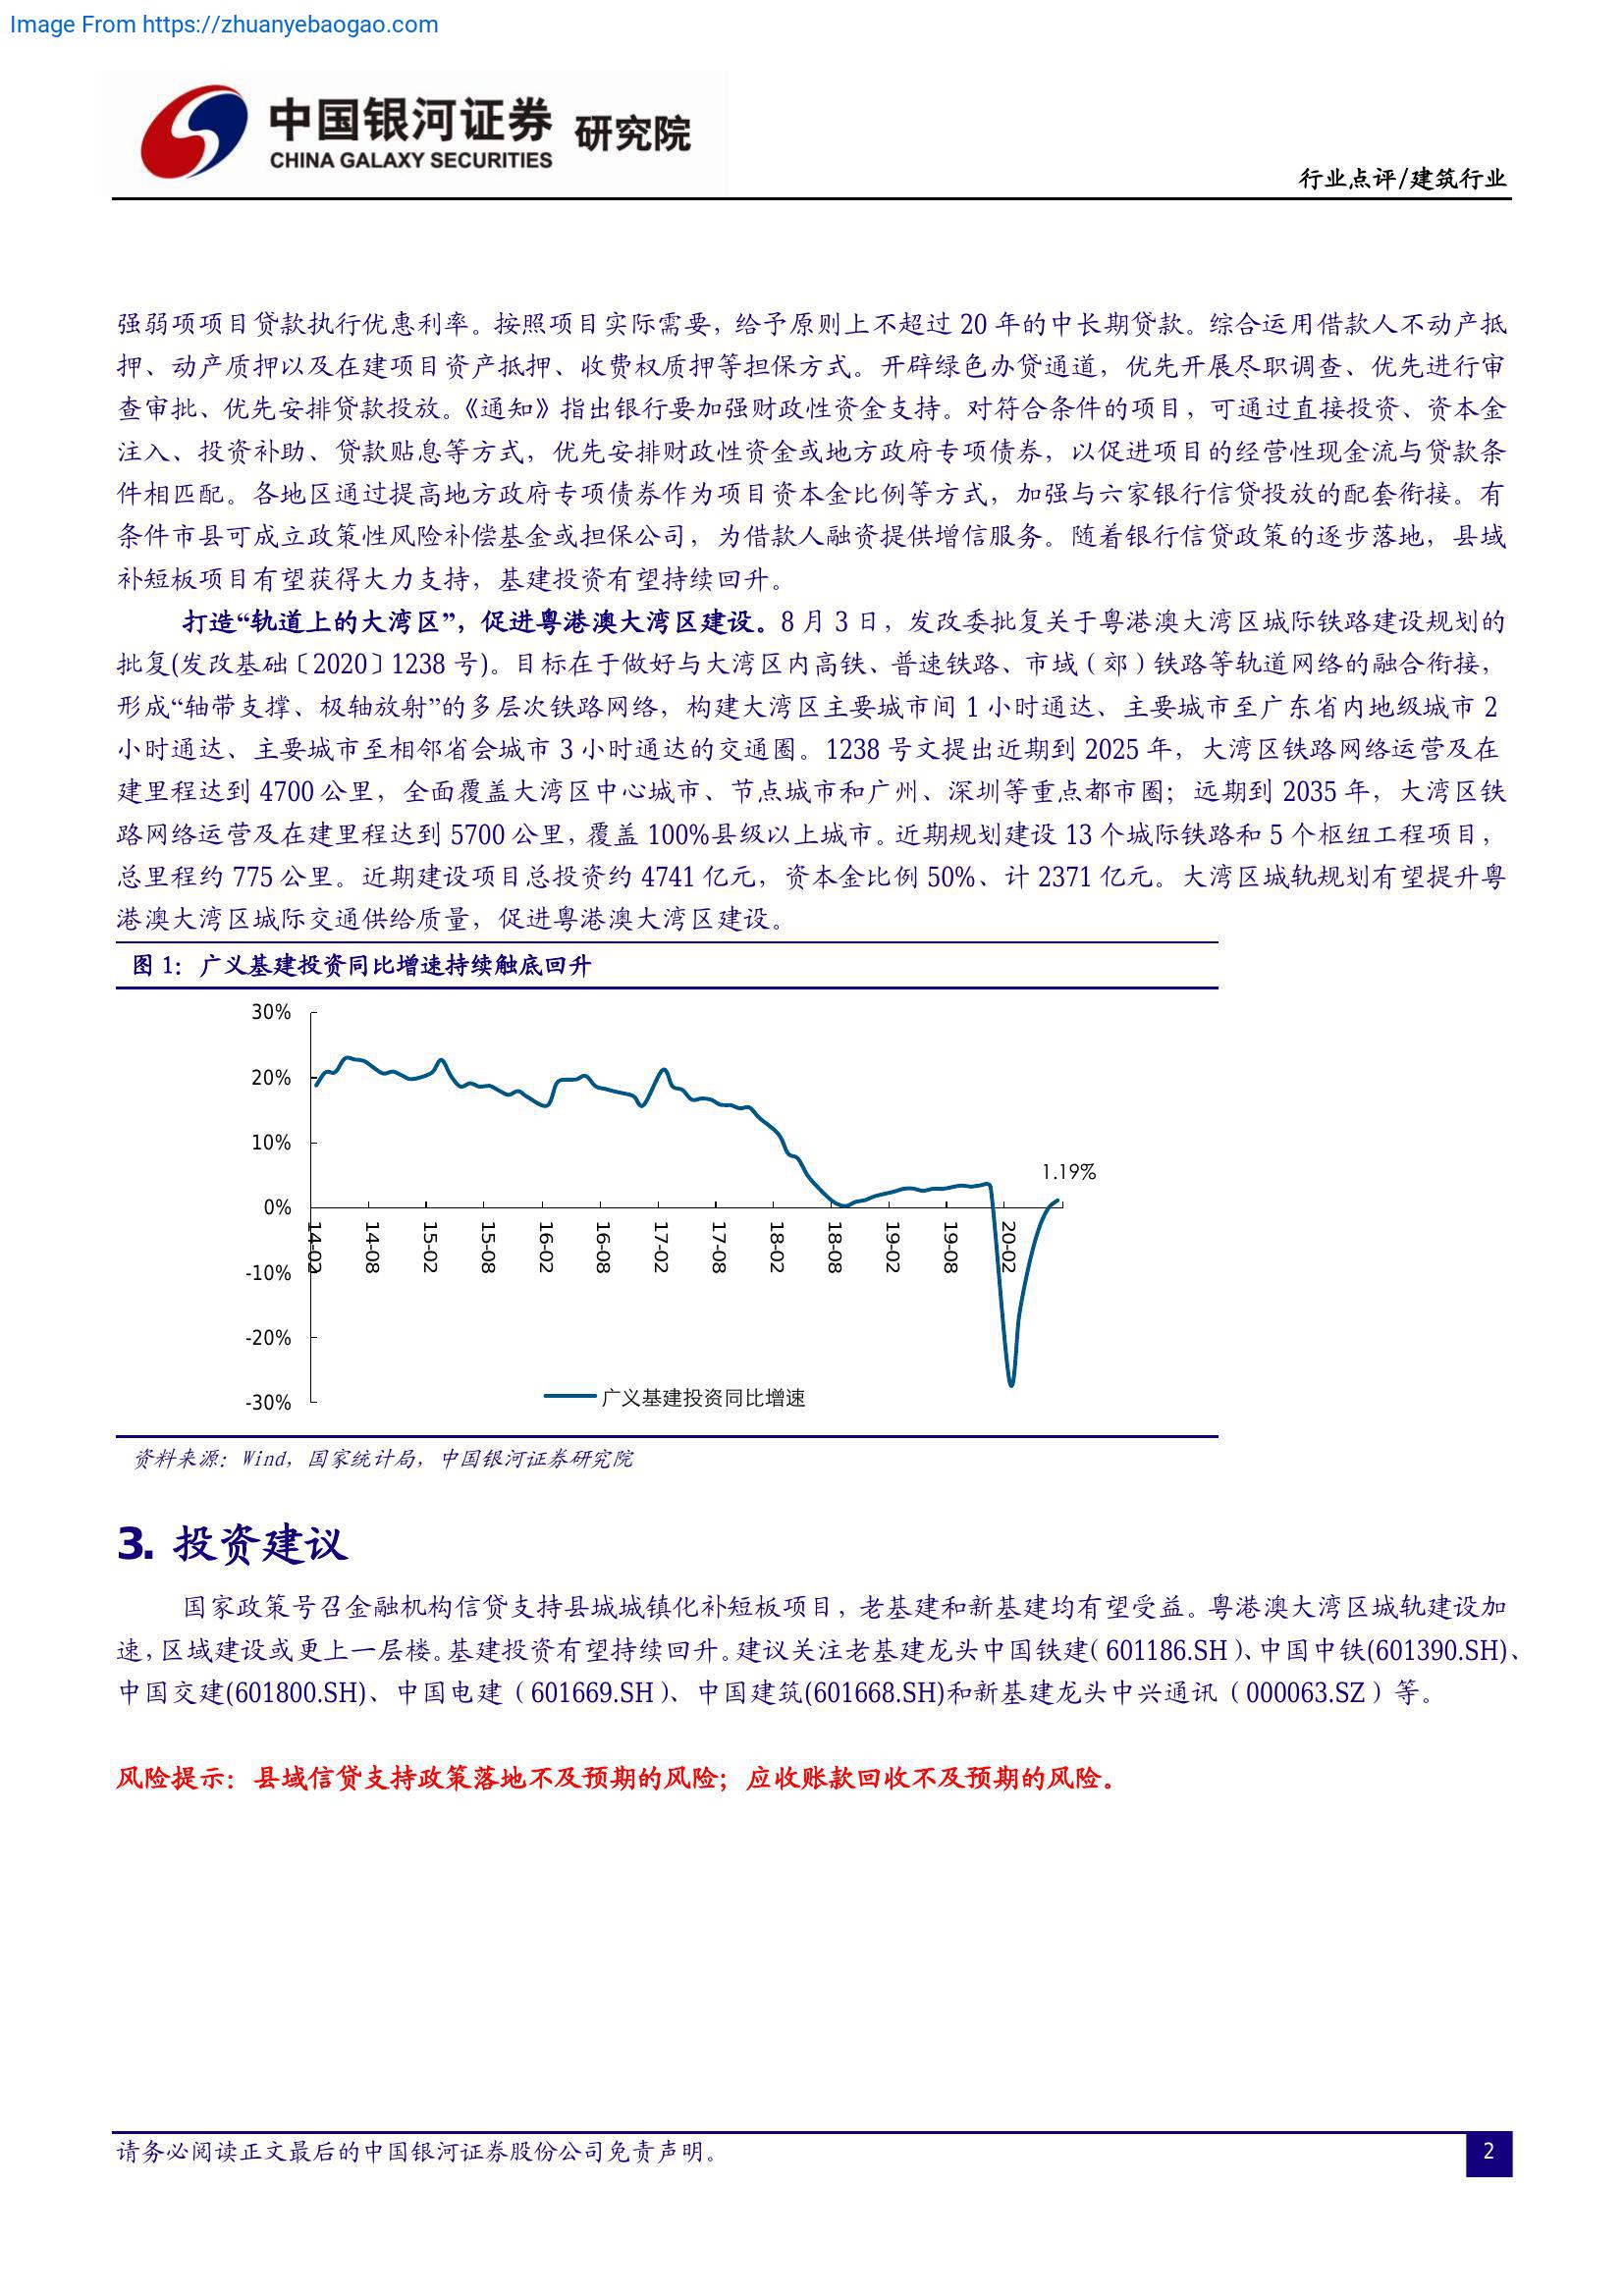 Image From https://zhuanyebaogao.com
中国银河证券 研究院
CHINA GALAXY SECURITIES
行业点评/建筑行业
强弱项项目贷款执行优惠利率。按照项目实际需要，给予原则上不超过 20 年的中长期贷款。综合运用借款人不动产抵
押、动产质押以及在建项目资产抵押、收费权质押等担保方式。开辟绿色办贷通道，优先开展尽职调查、优先进行审
查审批、优先安排贷款投放。《通知》指出银行要加强财政性资金支持。对符合条件的项目，可通过直接投资、资本金
注入、投资补助、贷款贴息等方式，优先安排财政性资金或地方政府专项债券，以促进项目的经营性现金流与贷款条
件相匹配。各地区通过提高地方政府专项债券作为项目资本金比例等方式，加强与六家银行信贷投放的配套衔接。有
条件市县可成立政策性风险补偿基金或担保公司，为借款人融资提供增信服务。随着银行信贷政策的逐步落地，县域
补短板项目有望获得大力支持，基建投资有望持续回升。
打造“轨道上的大湾区”，促进粤港澳大湾区建设。8 月 3 日，发改委批复关于粤港澳大湾区城际铁路建设规划的
批复(发改基础〔2020〕1238 号)。目标在于做好与大湾区内高铁、普速铁路、市域（郊）铁路等轨道网络的融合衔接，
形成“轴带支撑、极轴放射”的多层次铁路网络，构建大湾区主要城市间 1 小时通达、主要城市至广东省内地级城市 2
小时通达、主要城市至相邻省会城市 3 小时通达的交通圈。1238 号文提出近期到 2025 年，大湾区铁路网络运营及在
建里程达到 4700 公里，全面覆盖大湾区中心城市、节点城市和广州、深圳等重点都市圈；远期到 2035 年，大湾区铁
路网络运营及在建里程达到 5700 公里，覆盖 100%县级以上城市。近期规划建设 13 个城际铁路和 5 个枢纽工程项目，
总里程约 775 公里。近期建设项目总投资约 4741 亿元，资本金比例 50%、计 2371 亿元。大湾区城轨规划有望提升粤
港澳大湾区城际交通供给质量，促进粤港澳大湾区建设。
图 1：广义基建投资同比增速持续触底回升
30%
20%
10%
1.19%
0%
14-02 14-08 15-02 15-08 16-02 16-08 17-02 17-08 18-02 18-08 19-02 19-08 20-02
-10%
-20%
-30%
广义基建投资同比增速
资料来源：Wind，国家统计局，中国银河证券研究院
3. 投资建议
国家政策号召金融机构信贷支持县城城镇化补短板项目，老基建和新基建均有望受益。粤港澳大湾区城轨建设加
速，区域建设或更上一层楼。基建投资有望持续回升。建议关注老基建龙头中国铁建（601186.SH）、中国中铁(601390.SH)、
中国交建(601800.SH)、中国电建（601669.SH）、中国建筑(601668.SH)和新基建龙头中兴通讯（000063.SZ）等。
风险提示：县域信贷支持政策落地不及预期的风险；应收账款回收不及预期的风险。
请务必阅读正文最后的中国银河证券股份公司免责声明。
2